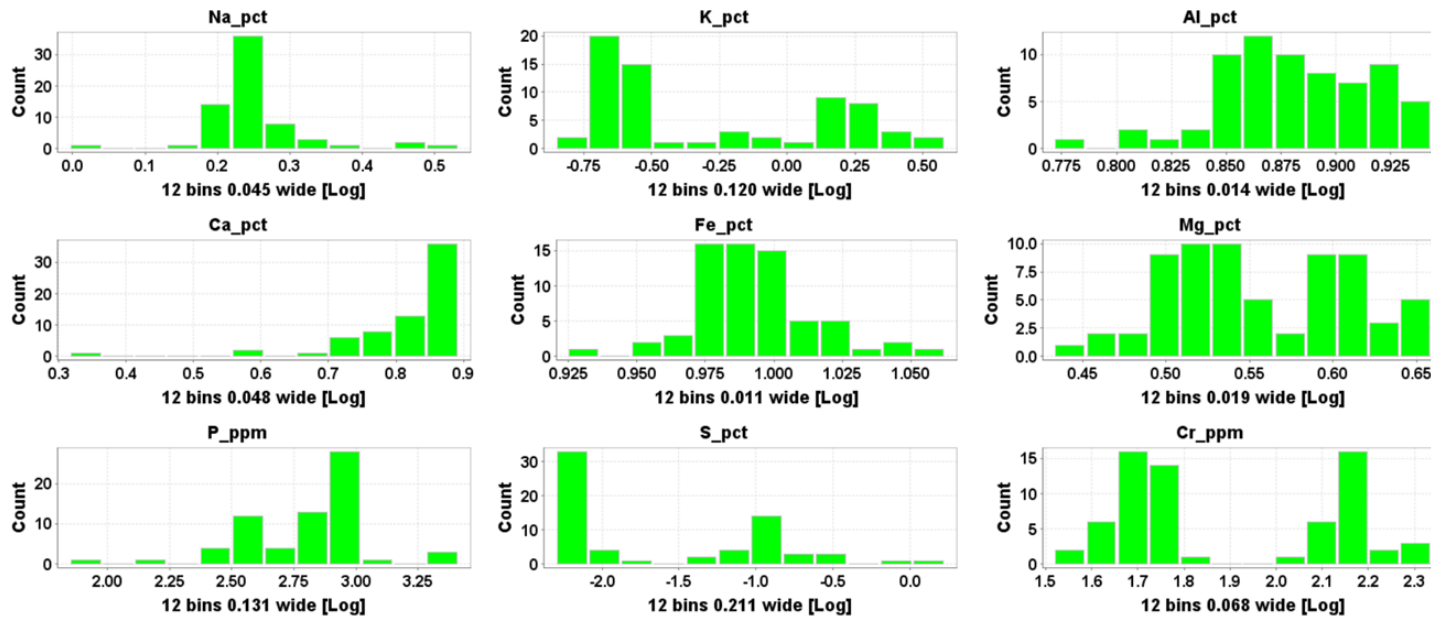 Na_pct
Count
30
20
10
0
0.0 0.1 0.2 0.3 0.4 0.5
12 bins 0.045 wide [Log]
K_pct
Count
20
15
10
5
0
-0.75 -0.50 -0.25 0.00 0.25 0.50
12 bins 0.120 wide [Log]
Al_pct
Count
10
5
0
0.775 0.800 0.825 0.850 0.875 0.900 0.925
12 bins 0.014 wide [Log]
Ca_pct
Count
30
20
10
0
0.3 0.4 0.5 0.6 0.7 0.8 0.9
12 bins 0.048 wide [Log]
Fe_pct
Count
15
10
5
0
0.925 0.950 0.975 1.000 1.025 1.050
12 bins 0.011 wide [Log]
Mg_pct
Count
10.0
7.5
5.0
2.5
0.0
0.45 0.50 0.55 0.60 0.65
12 bins 0.019 wide [Log]
P_ppm
Count
20
10
0
2.00 2.25 2.50 2.75 3.00 3.25
12 bins 0.131 wide [Log]
S_pct
Count
30
20
10
0
-2.0 -1.5 -1.0 -0.5 0.0
12 bins 0.211 wide [Log]
Cr_ppm
Count
15
10
5
0
1.5 1.6 1.7 1.8 1.9 2.0 2.1 2.2 2.3
12 bins 0.068 wide [Log]